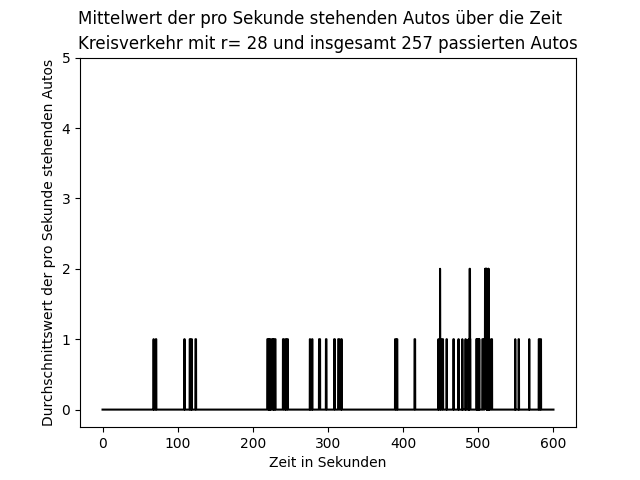 Mittelwert der pro Sekunde stehenden Autos über die Zeit
Kreisverkehr mit r= 28 und insgesamt 257 passierten Autos
Durchschnittswert der pro Sekunde stehenden Autos
5
4
3
2
1
0
0 100 200 300 400 500 600
Zeit in Sekunden